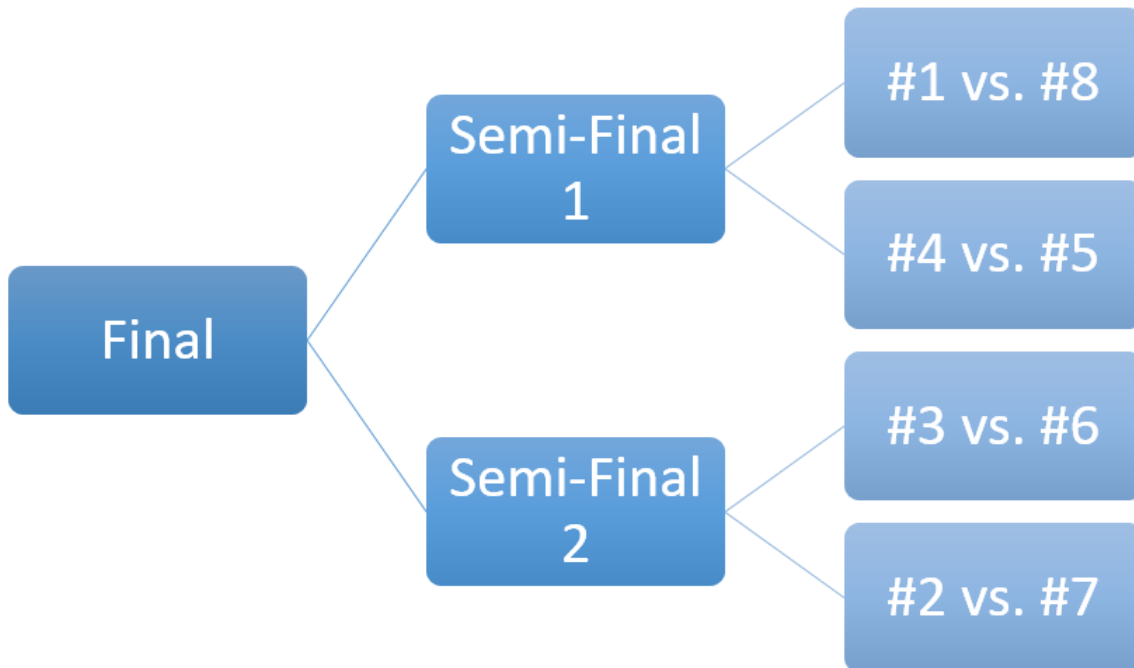 Final
Semi-Final
1
Semi-Final
2
#1 vs. #8
#4 vs. #5
#3 vs. #6
#2 vs. #7